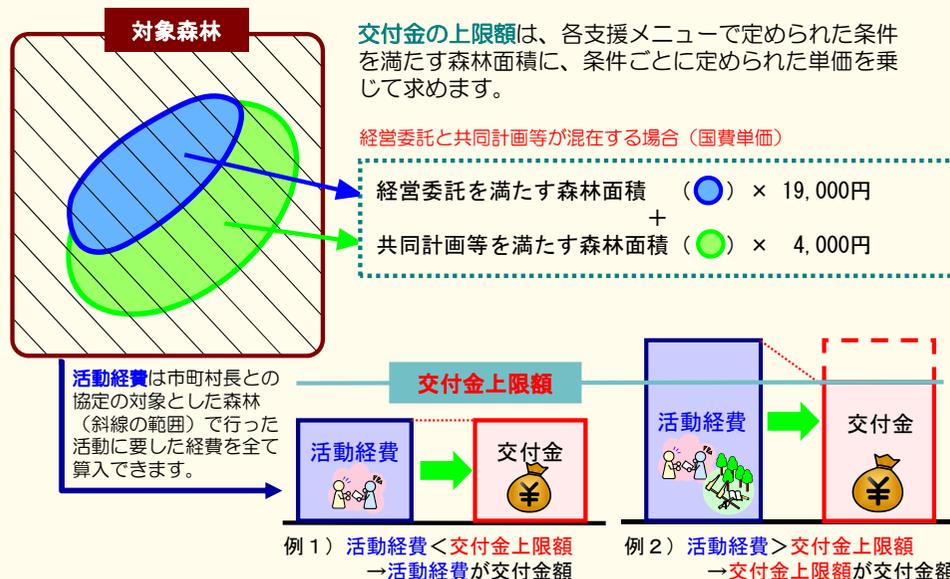 対象森林
交付金の上限額は、各支援メニューで定められた条件
を満たす森林面積に、条件ごとに定められた単価を乗
じて求めます。
経営委託と共同計画等が混在する場合（国費単価）
経営委託を満たす森林面積　（　）× 19,000円
＋
共同計画等を満たす森林面積（　）× 4,000円
活動経費は市町村長との
協定の対象とした森林
（斜線の範囲）で行った
活動に要した経費を全て
算入できます。
交付金上限額
活動経費
交付金
¥
活動経費
交付金
¥
例１）活動経費＜交付金上限額
→活動経費が交付金額
例２）活動経費＞交付金上限額
→交付金上限額が交付金額